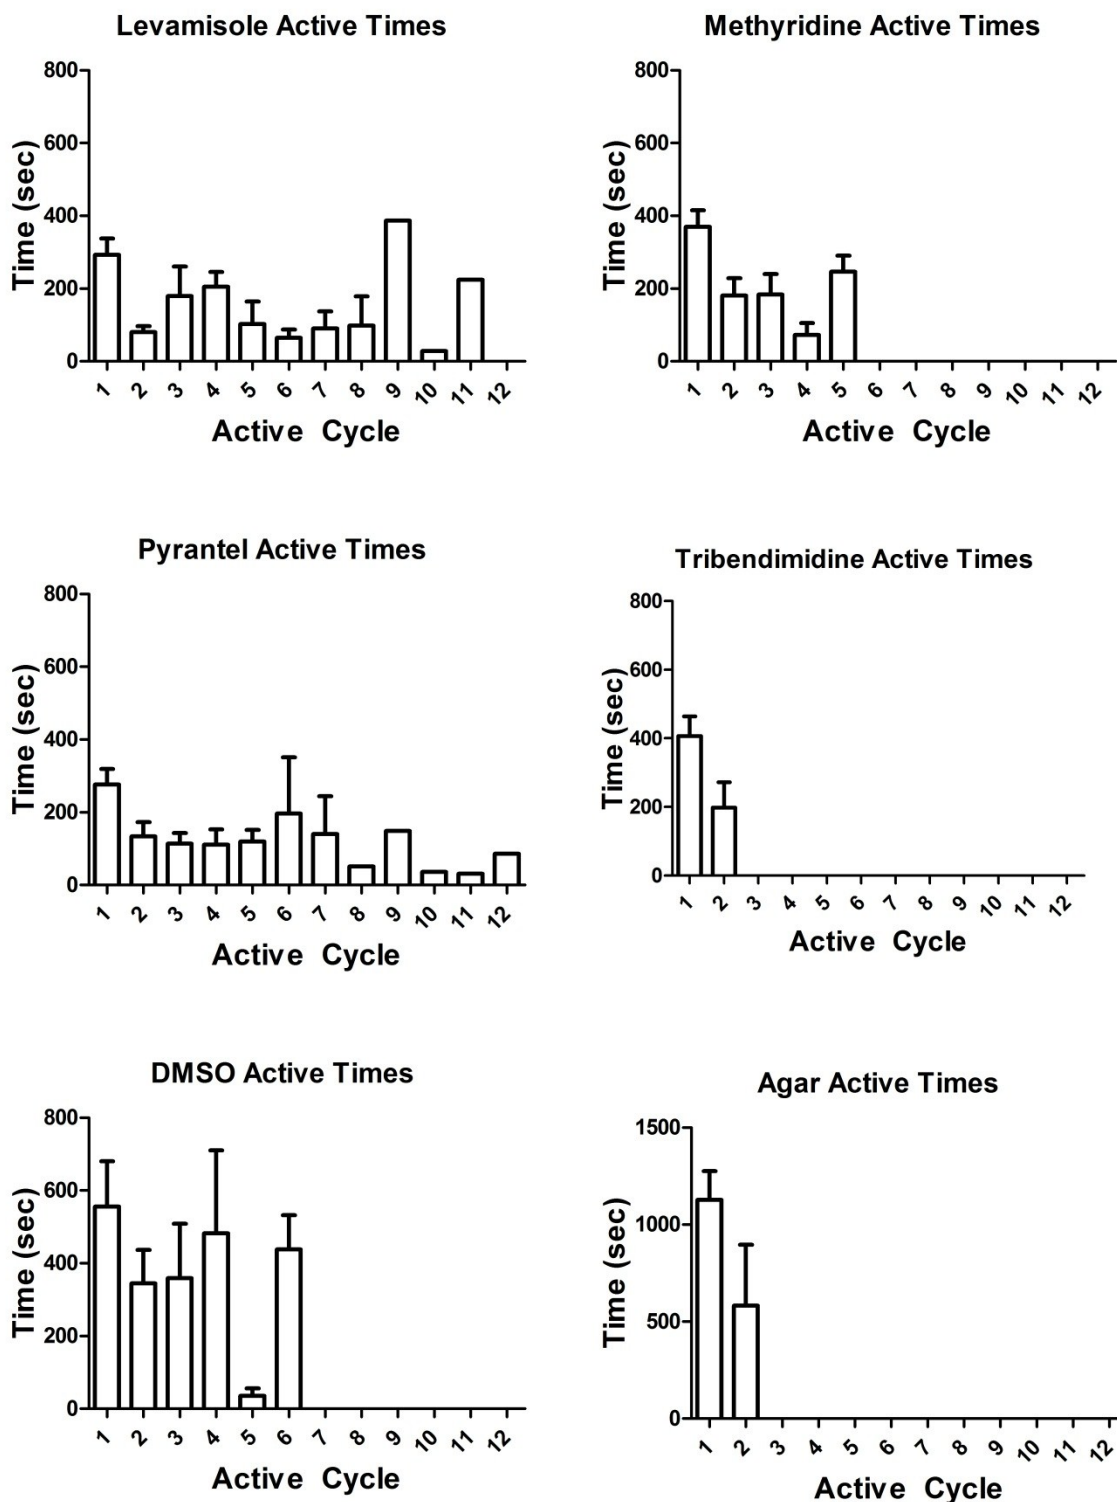 Levamisole Active Times
800
600
400
200
0
Time (sec)
1 2 3 4 5 6 7 8 9 10 11 12
Active Cycle
Methyridine Active Times
800
600
400
200
0
Time (sec)
1 2 3 4 5 6 7 8 9 10 11 12
Active Cycle
Pyrantel Active Times
800
600
400
200
0
Time (sec)
1 2 3 4 5 6 7 8 9 10 11 12
Active Cycle
Tribendimidine Active Times
800
600
400
200
0
Time (sec)
1 2 3 4 5 6 7 8 9 10 11 12
Active Cycle
DMSO Active Times
800
600
400
200
0
Time (sec)
1 2 3 4 5 6 7 8 9 10 11 12
Active Cycle
Agar Active Times
1500
1000
500
0
Time (sec)
1 2 3 4 5 6 7 8 9 10 11 12
Active Cycle